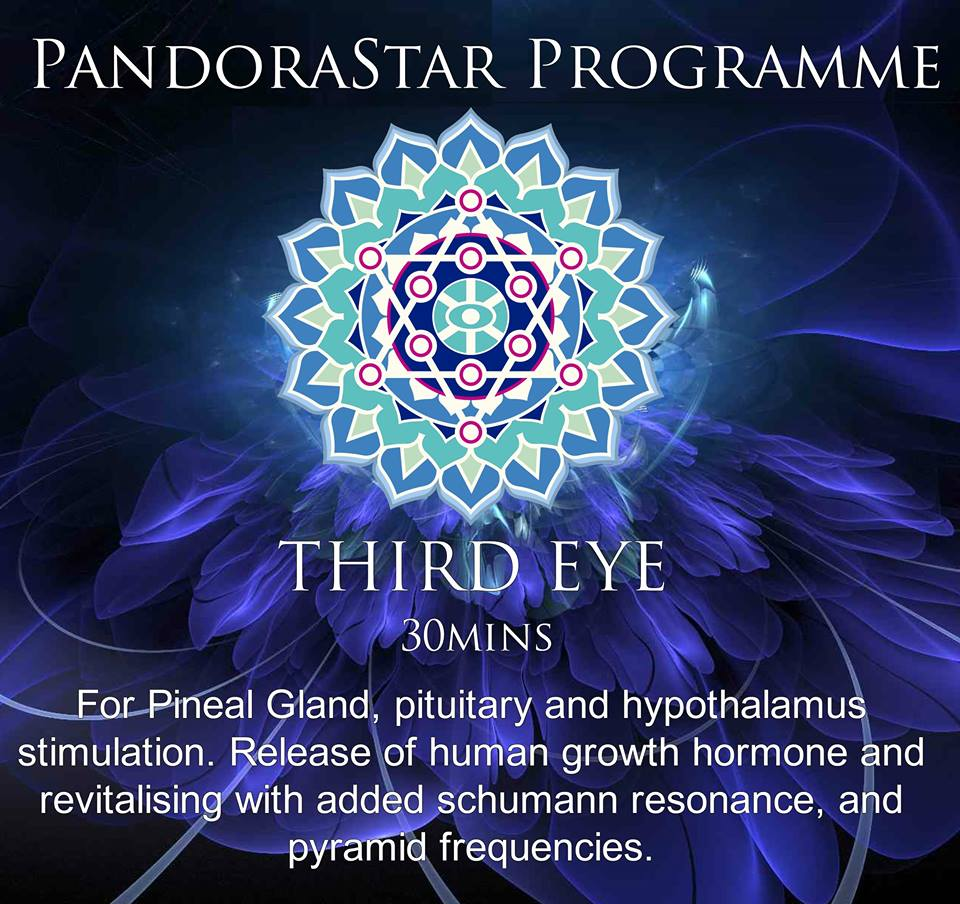 PANDORASTAR PROGRAMME
THIRD EYE
30MINS
For Pineal Gland, pituitary and hypothalamus
stimulation. Release of human growth hormone and
revitalising with added schumann resonance, and
pyramid frequencies.